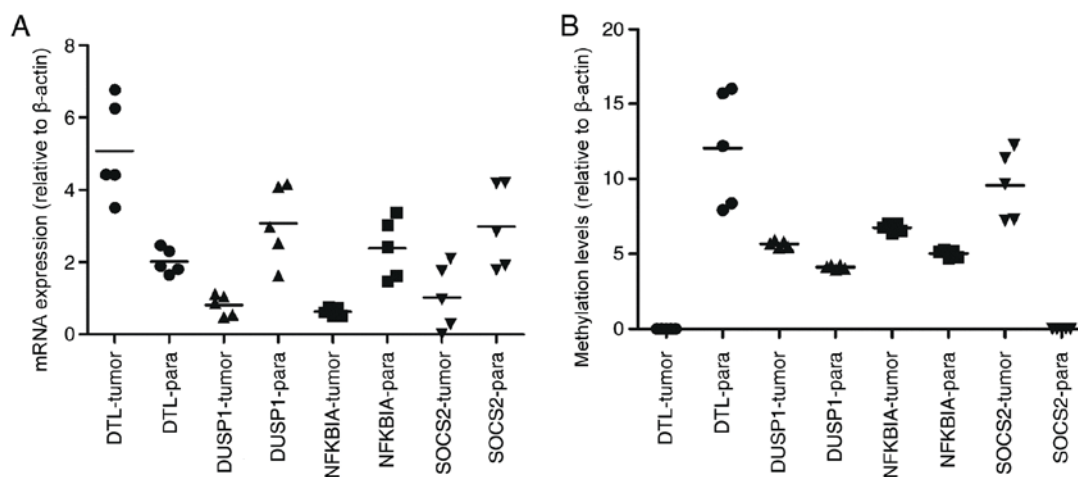 A
mRNA expression (relative to β-actin)
8
6
4
2
0
DTL-tumor
DTL-para
DUSP1-tumor
DUSP1-para
NFKBIA-tumor
NFKBIA-para
SOCS2-tumor
SOCS2-para
B
Methylation levels (relative to β-actin)
20
15
10
5
0
DTL-tumor
DTL-para
DUSP1-tumor
DUSP1-para
NFKBIA-tumor
NFKBIA-para
SOCS2-tumor
SOCS2-para